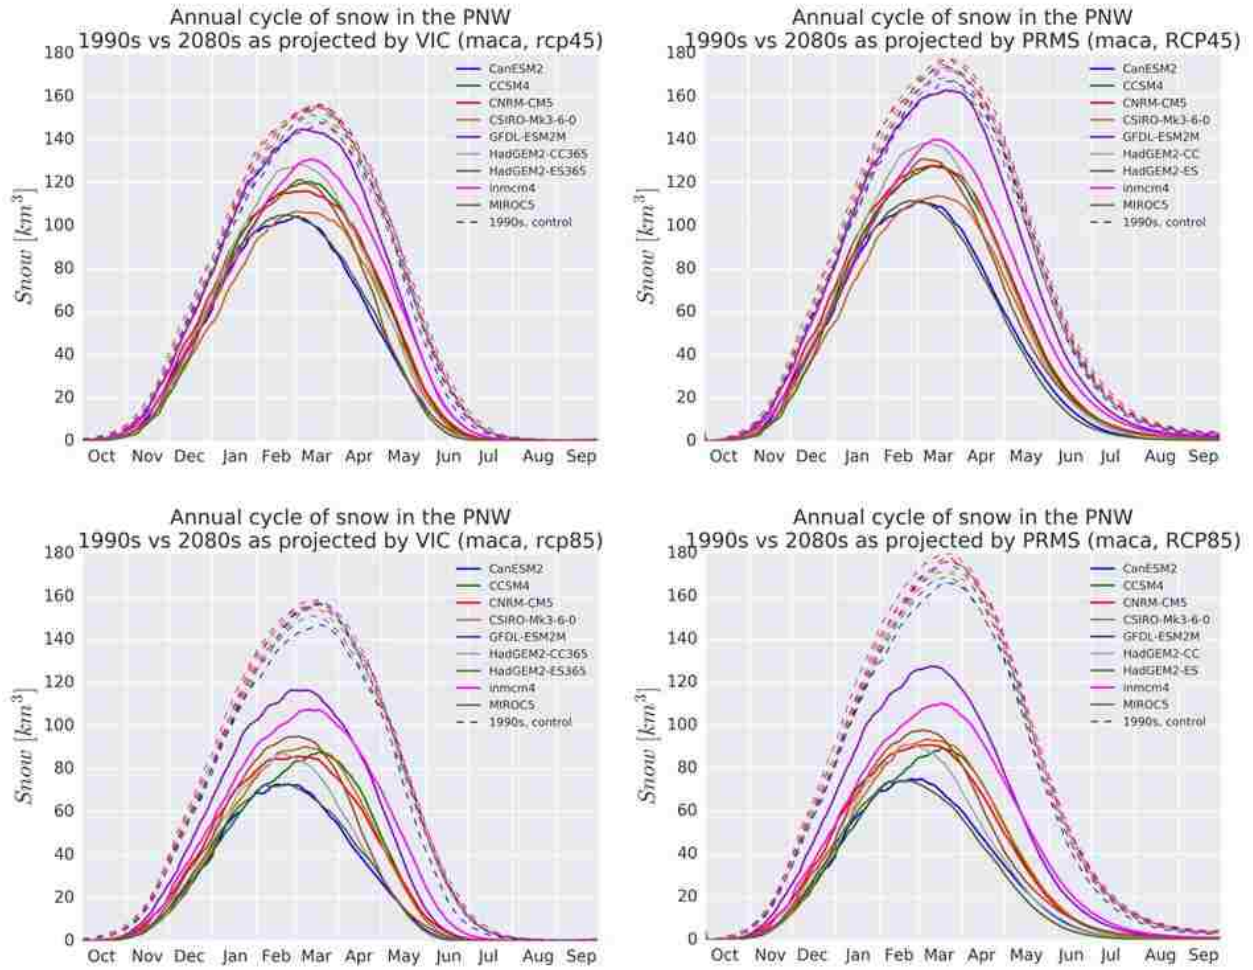 Annual cycle of snow in the PNW
1990s vs 2080s as projected by VIC (maca, rcp45)
180
160
140
120
100
80
60
40
20
0
Snow [km³]
CanESM2
CCSM4
CNRM-CM5
CSIRO-Mk3-6-0
GFDL-ESM2M
HadGEM2-CC365
HadGEM2-ES365
inmcm4
MIROC5
1990s, control
Oct Nov Dec Jan Feb Mar Apr May Jun Jul Aug Sep
Annual cycle of snow in the PNW
1990s vs 2080s as projected by PRMS (maca, RCP45)
180
160
140
120
100
80
60
40
20
0
Snow [km³]
CanESM2
CCSM4
CNRM-CM5
CSIRO-Mk3-6-0
GFDL-ESM2M
HadGEM2-CC
HadGEM2-ES
inmcm4
MIROC5
1990s, control
Oct Nov Dec Jan Feb Mar Apr May Jun Jul Aug Sep
Annual cycle of snow in the PNW
1990s vs 2080s as projected by VIC (maca, rcp85)
180
160
140
120
100
80
60
40
20
0
Snow [km³]
CanESM2
CCSM4
CNRM-CM5
CSIRO-Mk3-6-0
GFDL-ESM2M
HadGEM2-CC365
HadGEM2-ES365
inmcm4
MIROC5
1990s, control
Oct Nov Dec Jan Feb Mar Apr May Jun Jul Aug Sep
Annual cycle of snow in the PNW
1990s vs 2080s as projected by PRMS (maca, RCP85)
180
160
140
120
100
80
60
40
20
0
Snow [km³]
CanESM2
CCSM4
CNRM-CM5
CSIRO-Mk3-6-0
GFDL-ESM2M
HadGEM2-CC
HadGEM2-ES
inmcm4
MIROC5
1990s, control
Oct Nov Dec Jan Feb Mar Apr May Jun Jul Aug Sep